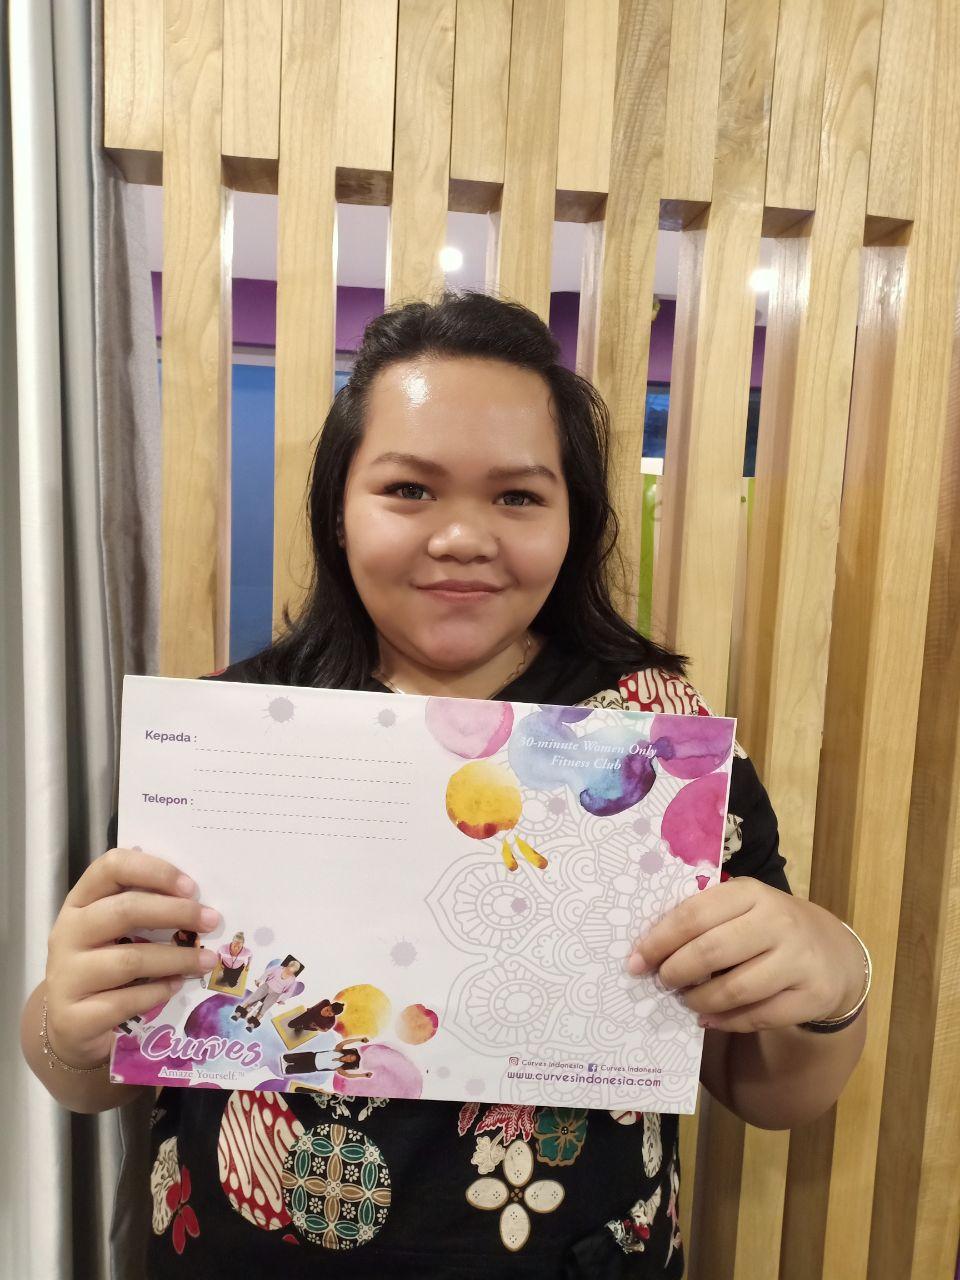 Kepada :
Telepon :
30-minute Women Only
Fitness Club
Curves
Amaze Yourself.™
Curves Indonesia Curves Indonesia
www.curvesindonesia.com